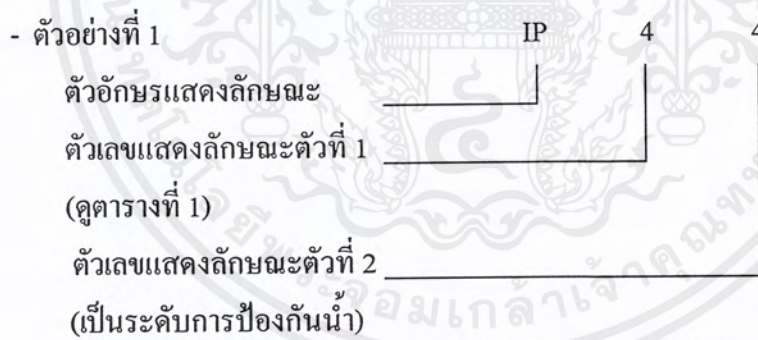 - ตัวอย่างที่ 1 IP 4 4
ตัวอักษรแสดงลักษณะ
ตัวเลขแสดงลักษณะตัวที่ 1
(ดูตารางที่ 1)
ตัวเลขแสดงลักษณะตัวที่ 2
(เป็นระดับการป้องกันน้ำ)